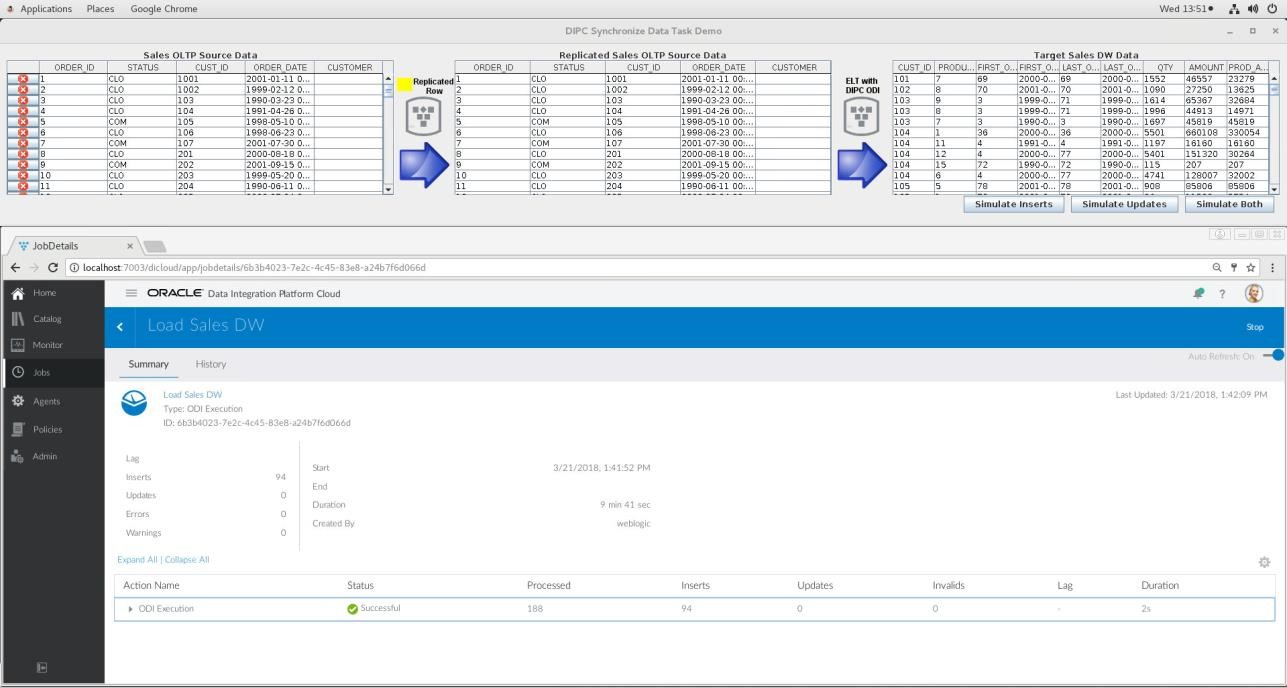 Applications Places Google Chrome Wed 13:51
DIPC Synchronize Data Task Demo
Sales OLTP Source Data Replicated Sales OLTP Source Data Target Sales DW Data
ORDER_ID STATUS CUST_ID ORDER_DATE CUSTOMER ORDER_ID STATUS CUST_ID ORDER_DATE CUSTOMER CUST_ID PRODU... FIRST_O... FIRST_O... LAST_O... LAST_O... QTY AMOUNT PROD_A...
1 CLO 1001 2001-01-11 0... 1 CLO 1001 2001-01-11 00:... 101 7 69 2000-0... 69 2000-0... 1552 46557 23279
2 CLO 1002 1999-02-12 0... 2 CLO 1002 1999-02-12 00:... 102 8 70 2001-0... 70 2001-0... 1090 27250 13625
3 CLO 103 1990-03-23 0... 3 CLO 103 1990-03-23 00:... 103 9 3 1999-0... 71 1999-0... 1614 65367 32684
4 CLO 104 1991-04-26 0... 4 CLO 104 1991-04-26 00:... 103 8 3 1999-0... 71 1999-0... 1996 44913 14971
5 COM 105 1998-05-10 0... 5 COM 105 1998-05-10 00:... 103 7 3 1990-0... 3 1990-0... 1697 45819 45819
6 CLO 106 1998-06-23 0... 6 CLO 106 1998-06-23 00:... 104 1 36 2000-0... 36 2000-0... 5501 660108 330054
7 COM 107 2001-07-30 0... 7 COM 107 2001-07-30 00:... 104 11 4 1991-0... 4 1991-0... 1197 16160 16160
8 CLO 201 2000-08-18 0... 8 CLO 201 2000-08-18 00:... 104 12 4 2000-0... 77 2000-0... 5401 151320 30264
9 COM 202 2001-09-15 0... 9 COM 202 2001-09-15 00:... 104 15 72 1990-0... 72 1990-0... 115 207 207
10 CLO 203 1999-05-20 0... 10 CLO 203 1999-05-20 00:... 104 6 4 2000-0... 77 2000-0... 4741 128007 32002
11 CLO 204 1990-06-11 0... 11 CLO 204 1990-06-11 00:... 105 5 78 2001-0... 78 2001-0... 908 85806 85806
Replicated
Row
ELT with
DIPC ODI
Simulate Inserts Simulate Updates Simulate Both
JobDetails
localhost:7003/dicloud/app/jobdetails/6b3b4023-7e2c-4c45-83e8-a24b7f6d066d
Home
Catalog
Monitor
Jobs
Agents
Policies
Admin
ORACLE Data Integration Platform Cloud ?
Load Sales DW Stop
Auto Refresh: On
Summary History
Load Sales DW Last Updated: 3/21/2018, 1:42:09 PM
Type: ODI Execution
ID: 6b3b4023-7e2c-4c45-83e8-a24b7f6d066d
Lag
Inserts 94
Updates 0
Errors 0
Warnings 0
Start 3/21/2018, 1:41:52 PM
End
Duration 9 min 41 sec
Created By weblogic
Expand All | Collapse All
Action Name Status Processed Inserts Updates Invalids Lag Duration
ODI Execution Successful 188 94 0 0 - 2s